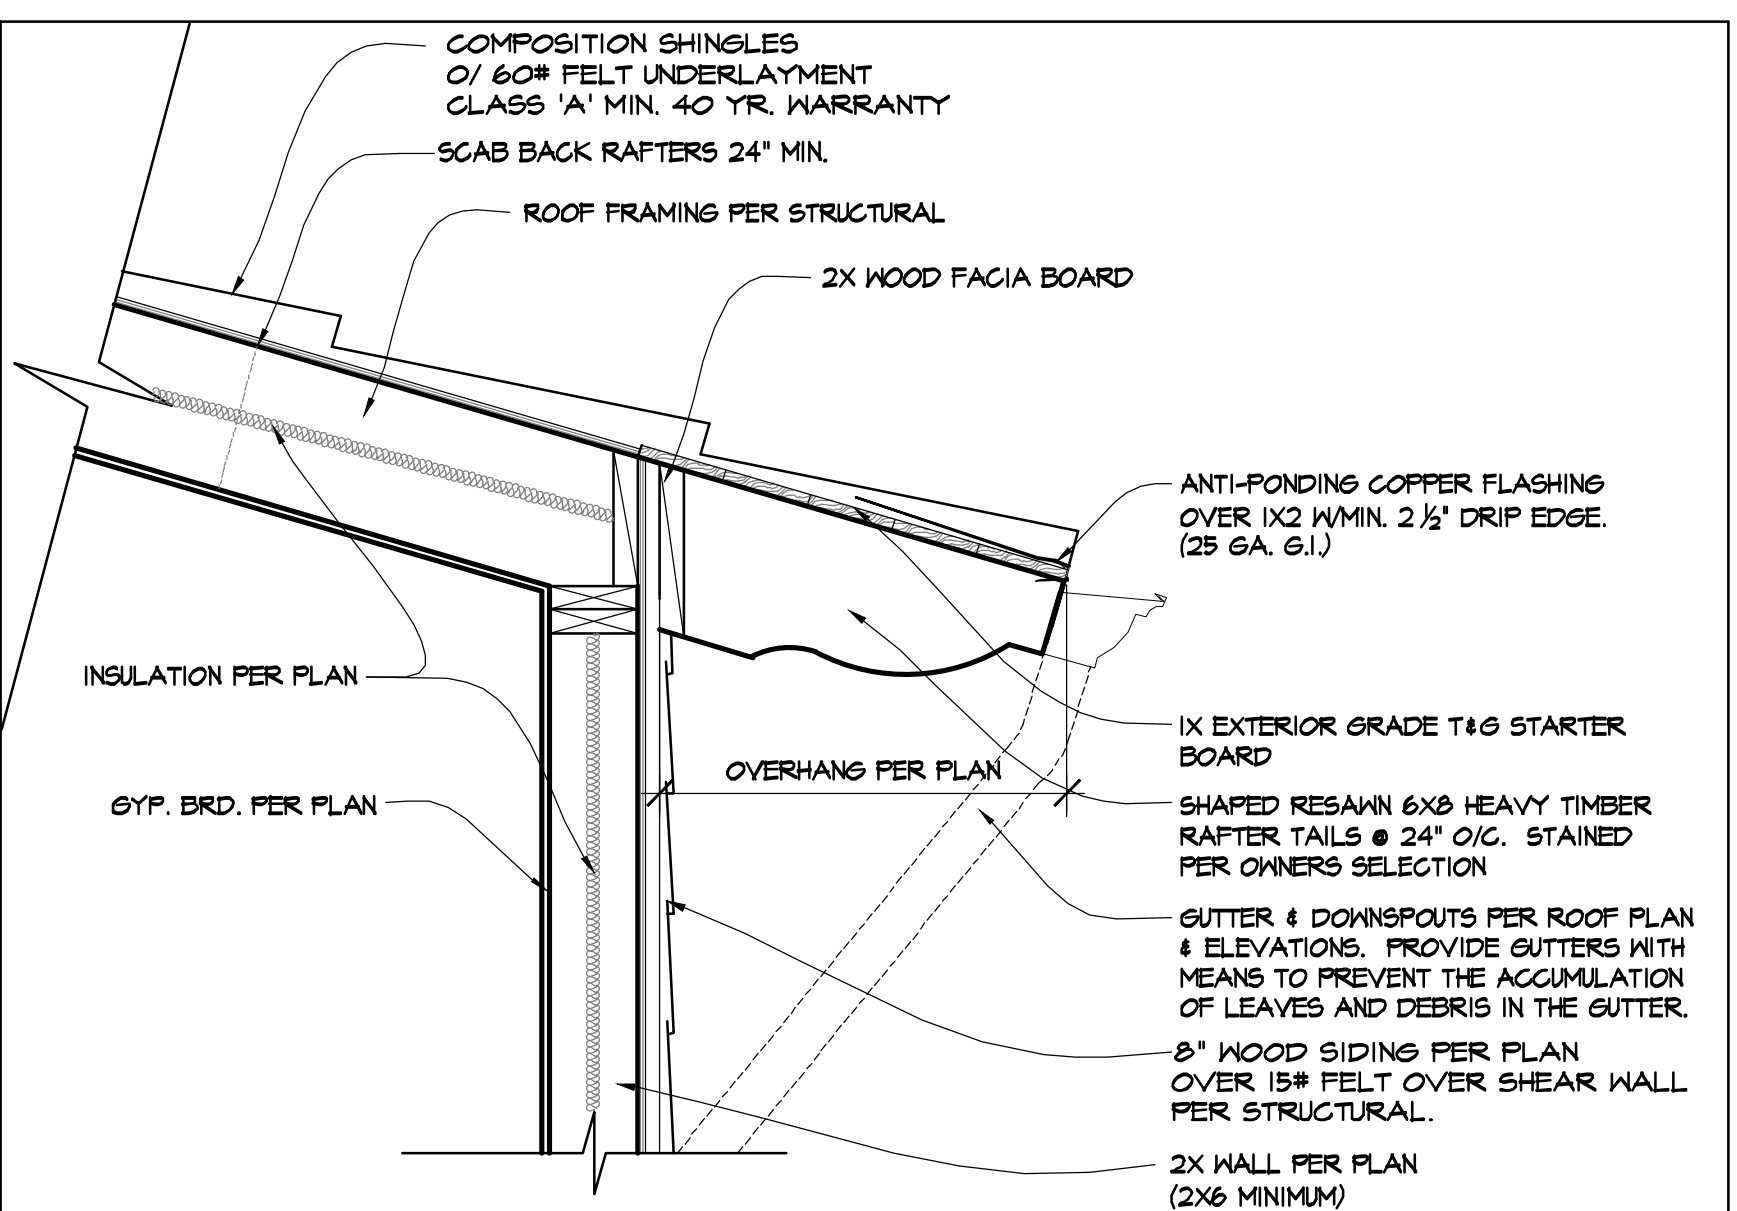 COMPOSITION SHINGLES
O/ 60# FELT UNDERLAYMENT
CLASS 'A' MIN. 40 YR. WARRANTY
SCAB BACK RAFTERS 24" MIN.
ROOF FRAMING PER STRUCTURAL
2X WOOD FACIA BOARD
ANTI-PONDING COPPER FLASHING
OVER 1X2 W/MIN. 2 ½" DRIP EDGE.
(25 GA. G.I.)
INSULATION PER PLAN
1X EXTERIOR GRADE T&G STARTER
BOARD
OVERHANG PER PLAN
GYP. BRD. PER PLAN
SHAPED RESAWN 6X8 HEAVY TIMBER
RAFTER TAILS @ 24" O/C. STAINED
PER OWNERS SELECTION
GUTTER & DOWNSPOUTS PER ROOF PLAN
& ELEVATIONS. PROVIDE GUTTERS WITH
MEANS TO PREVENT THE ACCUMULATION
OF LEAVES AND DEBRIS IN THE GUTTER.
8" WOOD SIDING PER PLAN
OVER 15# FELT OVER SHEAR WALL
PER STRUCTURAL.
2X WALL PER PLAN
(2X6 MINIMUM)